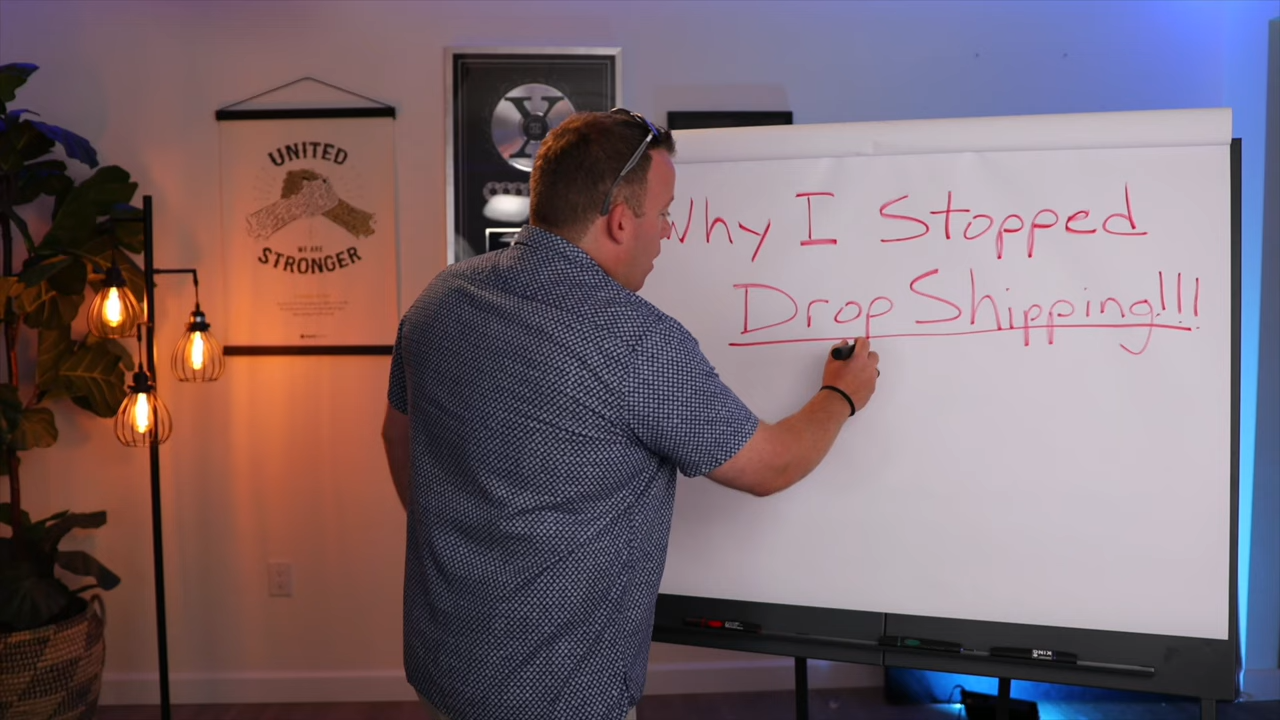 UNITED
WE ARE
STRONGER
Why I Stopped
Drop Shipping!!!